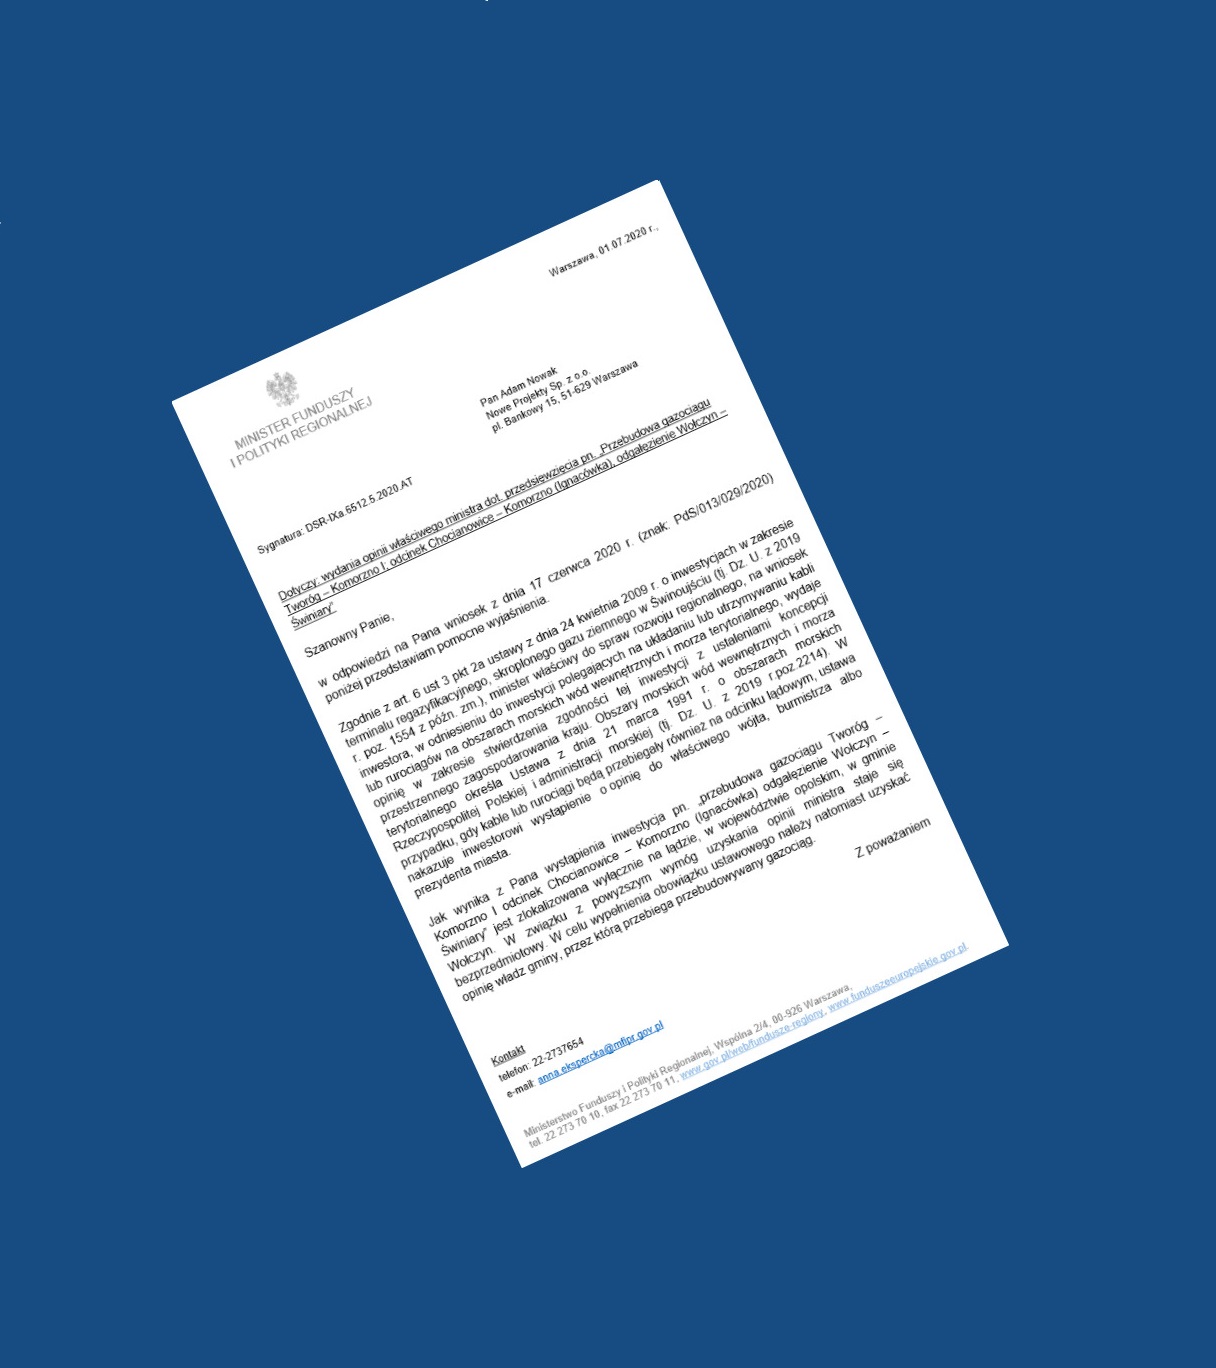 Warszawa, 01.07.2020 r.,
MINISTER FUNDUSZY
I POLITYKI REGIONALNEJ
Pan Adam Nowak
Nowe Projekty Sp. z o.o.
pl. Bankowy 15, 51-629 Warszawa
Sygnatura: DSR-IXa.6512.5.2020.AT
Dotyczy: wydania opinii właściwego ministra dot. przedsięwzięcia pn. „Przebudowa gazociągu
Tworóg – Komorzno I; odcinek Chocianowice – Komorzno (Ignacówka), odgałęzienie Wołczyn –
Świniary”
Szanowny Panie,
w odpowiedzi na Pana wniosek z dnia 17 czerwca 2020 r. (znak: PdS/013/029/2020)
poniżej przedstawiam pomocne wyjaśnienia.
Zgodnie z art. 6 ust 3 pkt 2a ustawy z dnia 24 kwietnia 2009 r. o inwestycjach w zakresie
terminalu regazyfikacyjnego, skroplonego gazu ziemnego w Świnoujściu (tj. Dz. U. z 2019
r. poz. 1554 z późn. zm.), minister właściwy do spraw rozwoju regionalnego, na wniosek
inwestora, w odniesieniu do inwestycji polegających na układaniu lub utrzymywaniu kabli
lub rurociągów na obszarach morskich wód wewnętrznych i morza terytorialnego, wydaje
opinię w zakresie stwierdzenia zgodności tej inwestycji z ustaleniami koncepcji
przestrzennego zagospodarowania kraju. Obszary morskich wód wewnętrznych i morza
terytorialnego określa Ustawa z dnia 21 marca 1991 r. o obszarach morskich
Rzeczypospolitej Polskiej i administracji morskiej (tj. Dz. U. z 2019 r.poz.2214). W
przypadku, gdy kable lub rurociągi będą przebiegały również na odcinku lądowym, ustawa
nakazuje inwestorowi wystąpienie o opinię do właściwego wójta, burmistrza albo
prezydenta miasta.
Jak wynika z Pana wystąpienia inwestycja pn. „przebudowa gazociągu Tworóg –
Komorzno I odcinek Chocianowice – Komorzno (Ignacówka) odgałęzienie Wołczyn –
Świniary” jest zlokalizowana wyłącznie na lądzie, w województwie opolskim, w gminie
Wołczyn. W związku z powyższym wymóg uzyskania opinii ministra staje się
bezprzedmiotowy. W celu wypełnienia obowiązku ustawowego należy natomiast uzyskać
opinię władz gminy, przez którą przebiega przebudowywany gazociąg.
Z poważaniem
Kontakt
telefon: 22-2737654
e-mail: anna.ekspercka@mfipr.gov.pl
Ministerstwo Funduszy i Polityki Regionalnej, Wspólna 2/4, 00-926 Warszawa,
tel. 22 273 70 10, fax 22 273 70 11, www.gov.pl/web/fundusze-regiony, www.funduszeeuropejskie.gov.pl